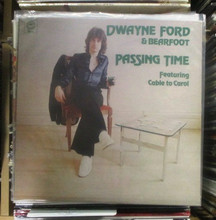 DWAYNE FORD
& BEARFOOT
PASSING TIME
Featuring
Cable to Carol